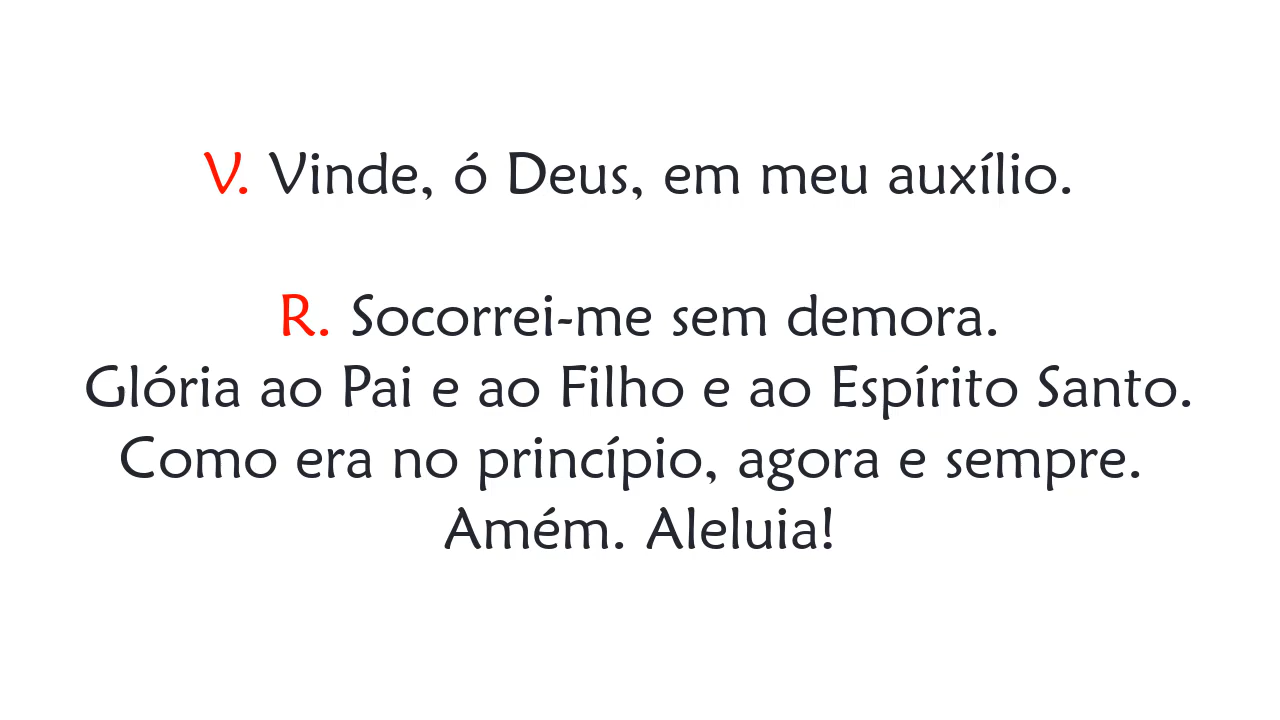 V. Vinde, ó Deus, em meu auxílio.
R. Socorrei-me sem demora.
Glória ao Pai e ao Filho e ao Espírito Santo.
Como era no princípio, agora e sempre.
Amém. Aleluia!